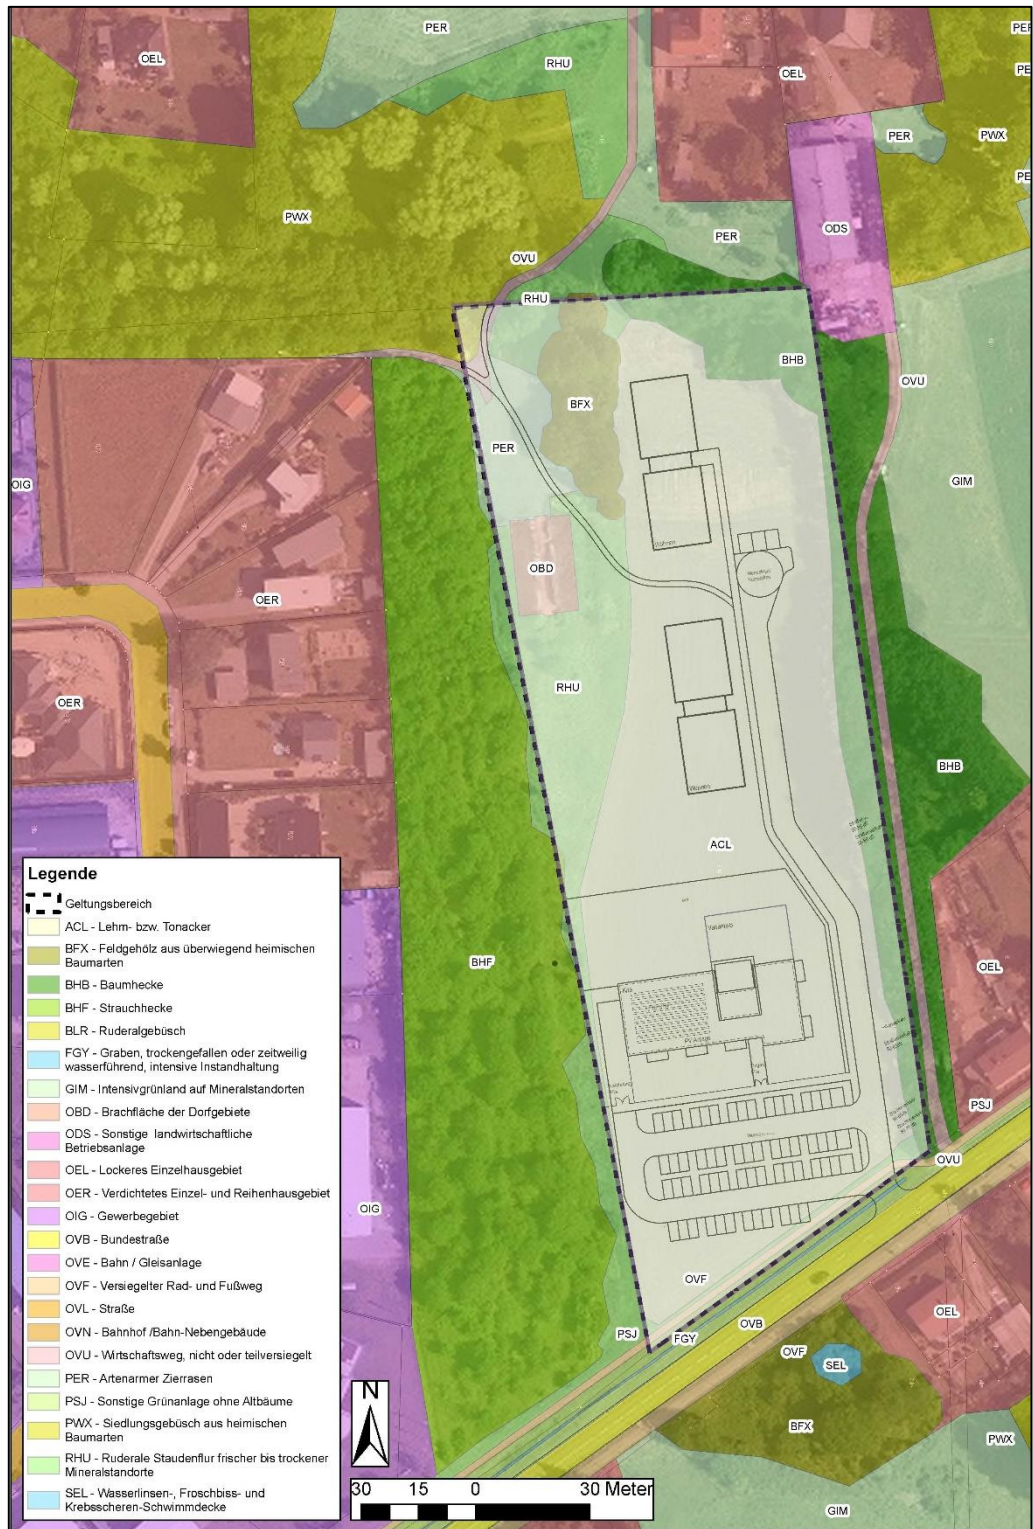 PER
PER
OEL
RHU
OEL
PE
PER
PWX
PE
PWX
ODS
PER
OVU
RHU
BHB
OVU
BFX
PER
OIG
GIM
Wohnen
OBD
OER
RHU
OER
BHB
Wohnen
ACL
Kita
BHF
OEL
PSJ
OVU
OIG
OVF
OEL
PSJ
FGY
OVB
OVF
SEL
BFX
PWX
GIM
Legende
Geltungsbereich
ACL - Lehm- bzw. Tonacker
BFX - Feldgehölz aus überwiegend heimischen
Baumarten
BHB - Baumhecke
BHF - Strauchhecke
BLR - Ruderalgebüsch
FGY - Graben, trockengefallen oder zeitweilig
wasserführend, intensive Instandhaltung
GIM - Intensivgrünland auf Mineralstandorten
OBD - Brachfläche der Dorfgebiete
ODS - Sonstige landwirtschaftliche
Betriebsanlage
OEL - Lockeres Einzelhausgebiet
OER - Verdichtetes Einzel- und Reihenhausgebiet
OIG - Gewerbegebiet
OVB - Bundestraße
OVE - Bahn / Gleisanlage
OVF - Versiegelter Rad- und Fußweg
OVL - Straße
OVN - Bahnhof /Bahn-Nebengebäude
OVU - Wirtschaftsweg, nicht oder teilversiegelt
PER - Artenarmer Zierrasen
PSJ - Sonstige Grünanlage ohne Altbäume
PWX - Siedlungsgebüsch aus heimischen
Baumarten
RHU - Ruderale Staudenflur frischer bis trockener
Mineralstandorte
SEL - Wasserlinsen-, Froschbiss- und
Krebsscheren-Schwimmdecke
N
30 15 0 30 Meter